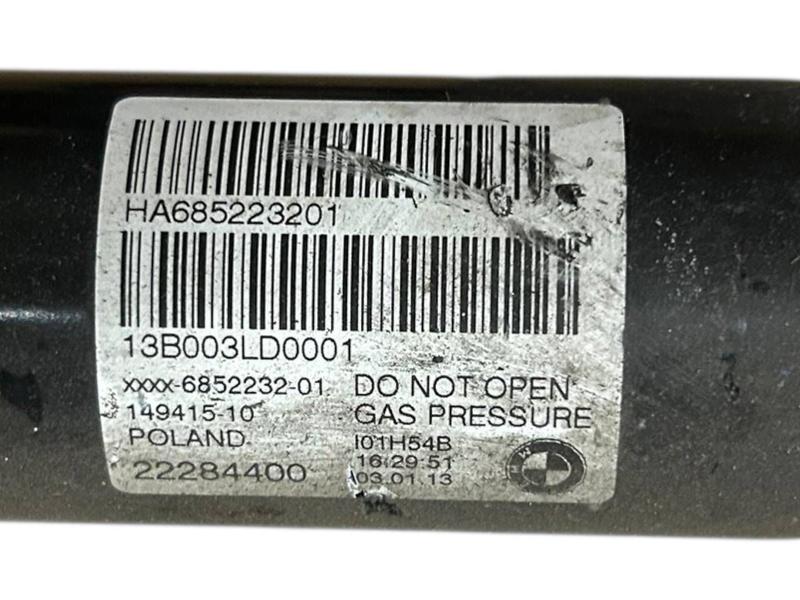 HA685223201
13B003LD0001
xxxx-6852232-01
149415-10
POLAND
22284400
DO NOT OPEN
GAS PRESSURE
I01H54B
16:29:51
03.01.13
BMW